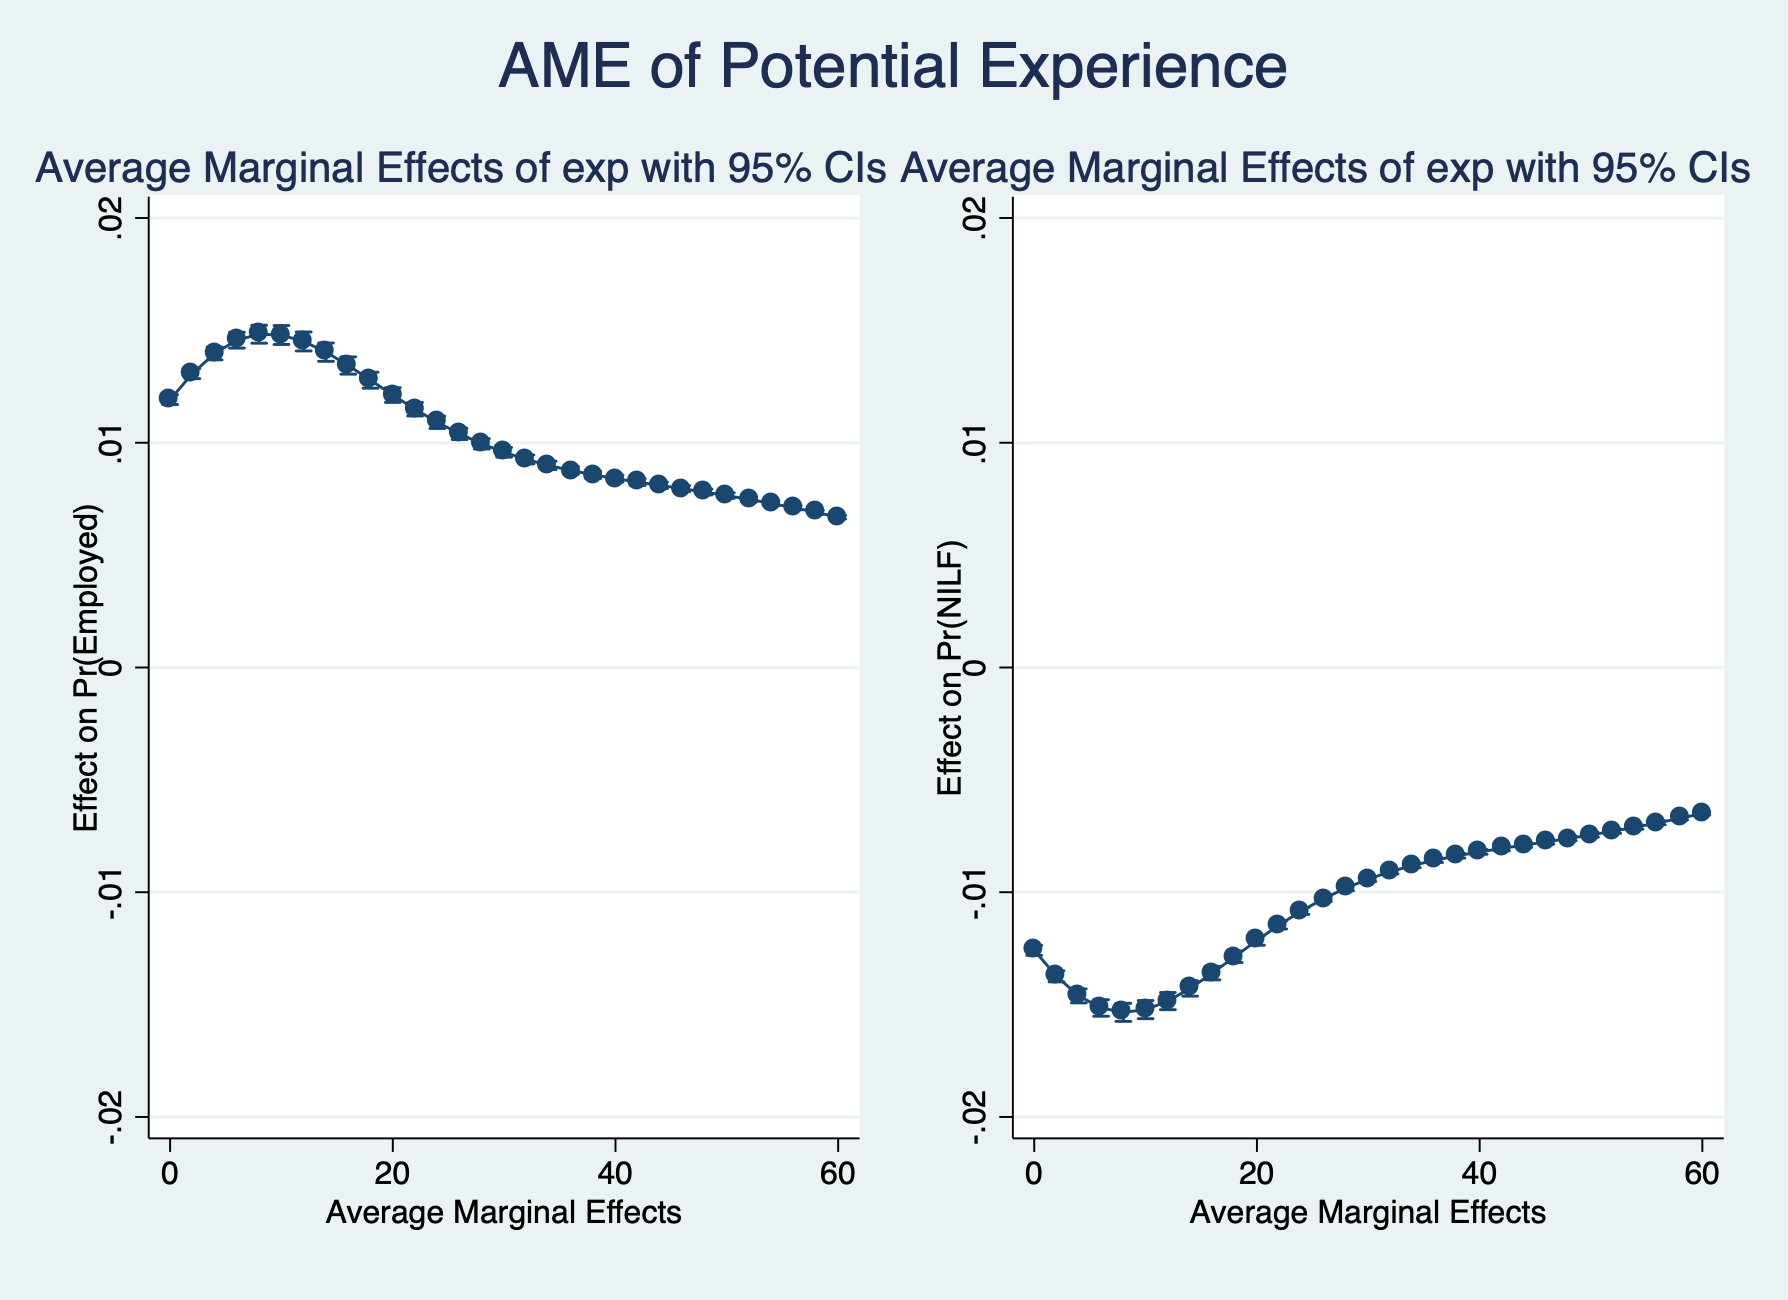 AME of Potential Experience
Average Marginal Effects of exp with 95% CIs
Effect on Pr(Employed)
.02
.01
0
-.01
-.02
0 20 40 60
Average Marginal Effects
Average Marginal Effects of exp with 95% CIs
Effect on Pr(NILF)
.02
.01
0
-.01
-.02
0 20 40 60
Average Marginal Effects